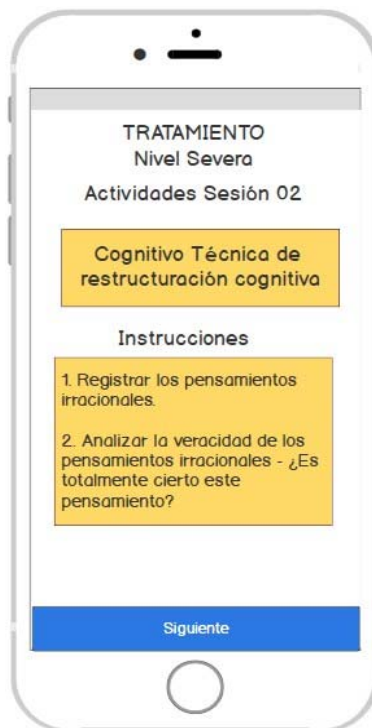 TRATAMIENTO
Nivel Severa
Actividades Sesión 02
Cognitivo Técnica de
restructuración cognitiva
Instrucciones
1. Registrar los pensamientos
irracionales.
2. Analizar la veracidad de los
pensamientos irracionales - ¿Es
totalmente cierto este
pensamiento?
Siguiente